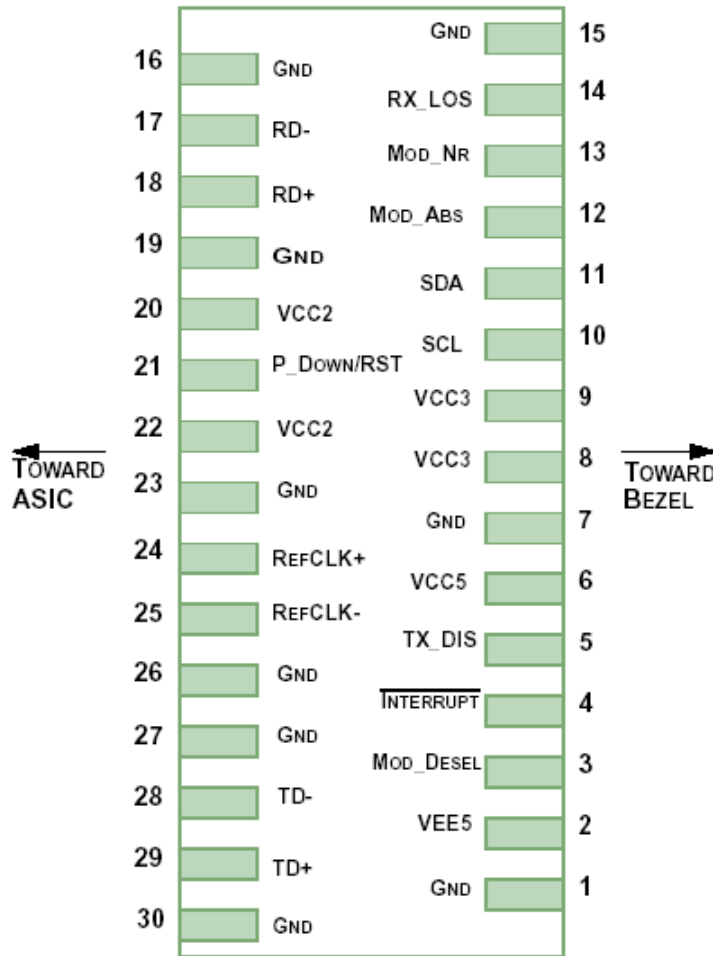 GND 15
16 GND
RX_LOS 14
17 RD-
MOD_NR 13
18 RD+
MOD_ABS 12
19 GND
SDA 11
20 VCC2
SCL 10
21 P_DOWN/RST
VCC3 9
22 VCC2
VCC3 8
TOWARD
ASIC
TOWARD
BEZEL
23 GND
GND 7
24 REFCLK+
VCC5 6
25 REFCLK-
TX_DIS 5
26 GND
INTERRUPT 4
27 GND
MOD_DESEL 3
28 TD-
VEE5 2
29 TD+
GND 1
30 GND